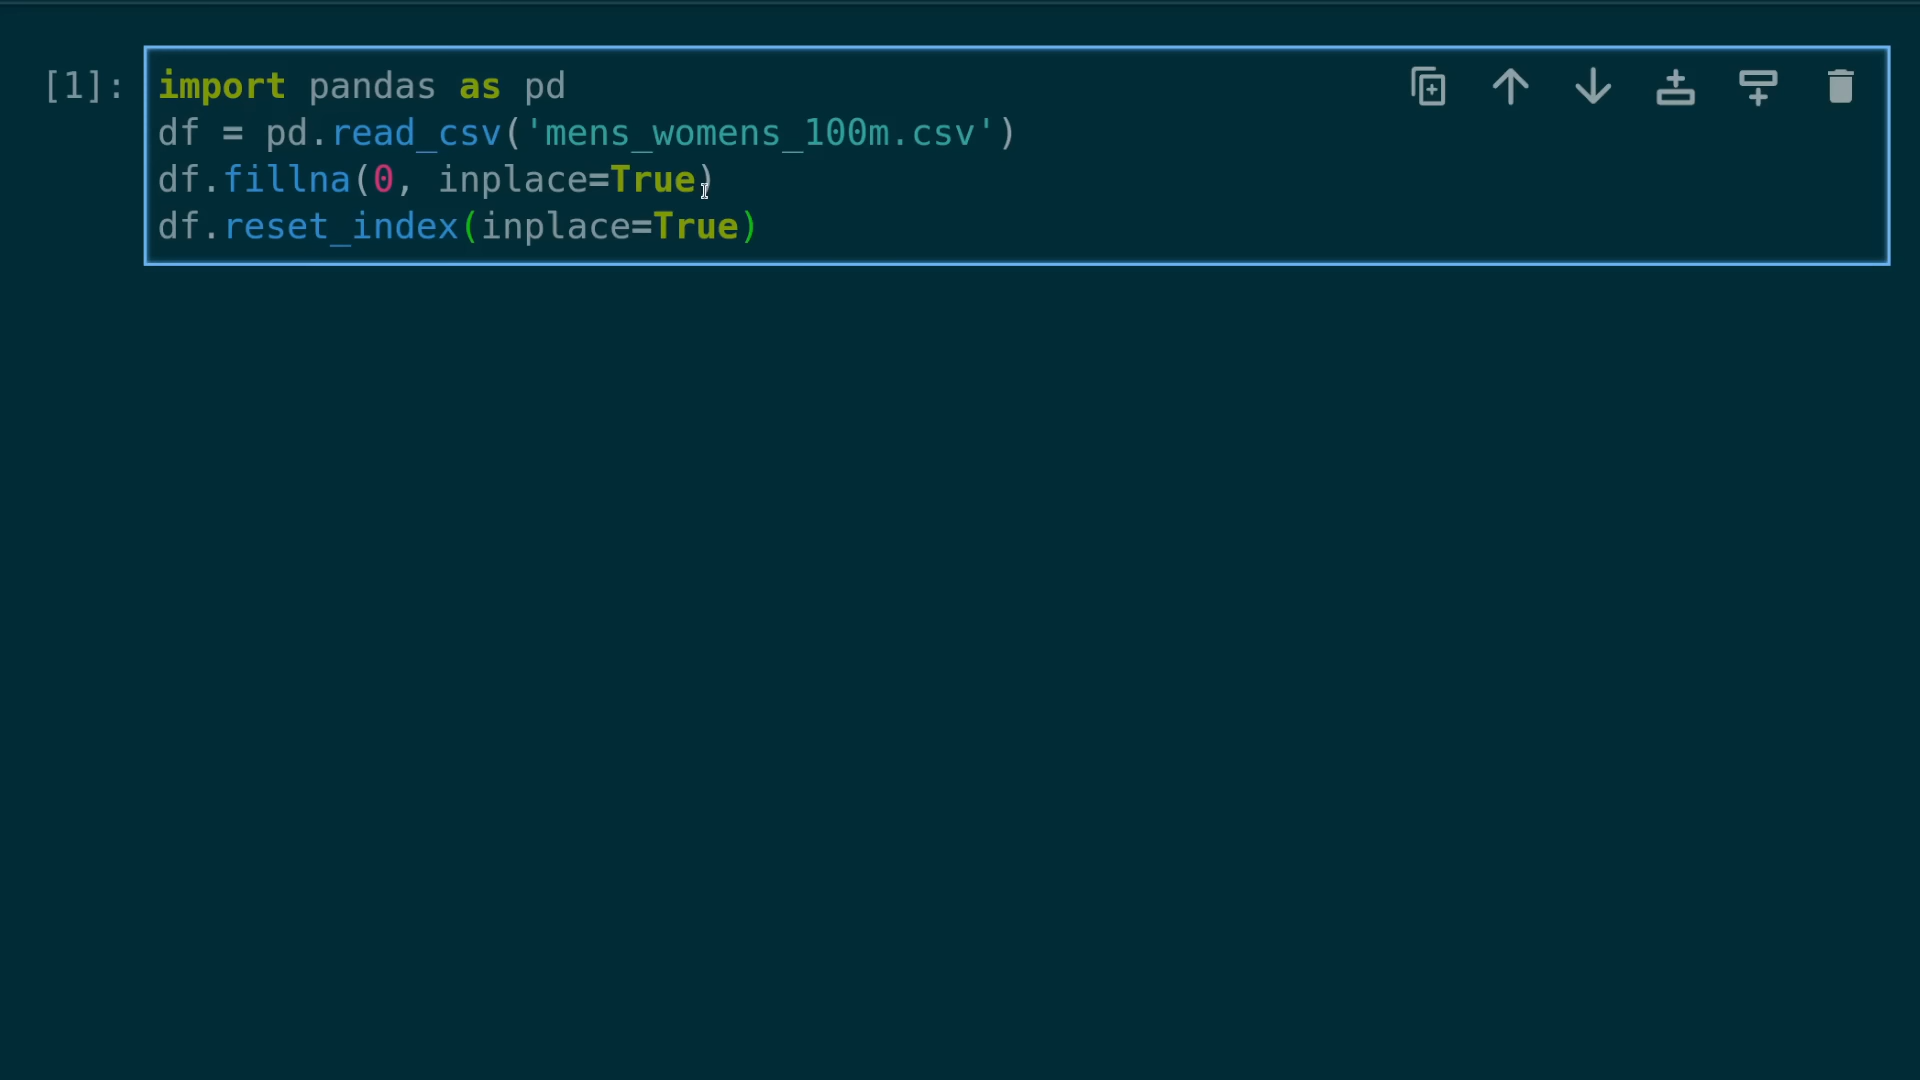 [1]: import pandas as pd
df = pd.read_csv('mens_womens_100m.csv')
df.fillna(0, inplace=True)
df.reset_index(inplace=True)